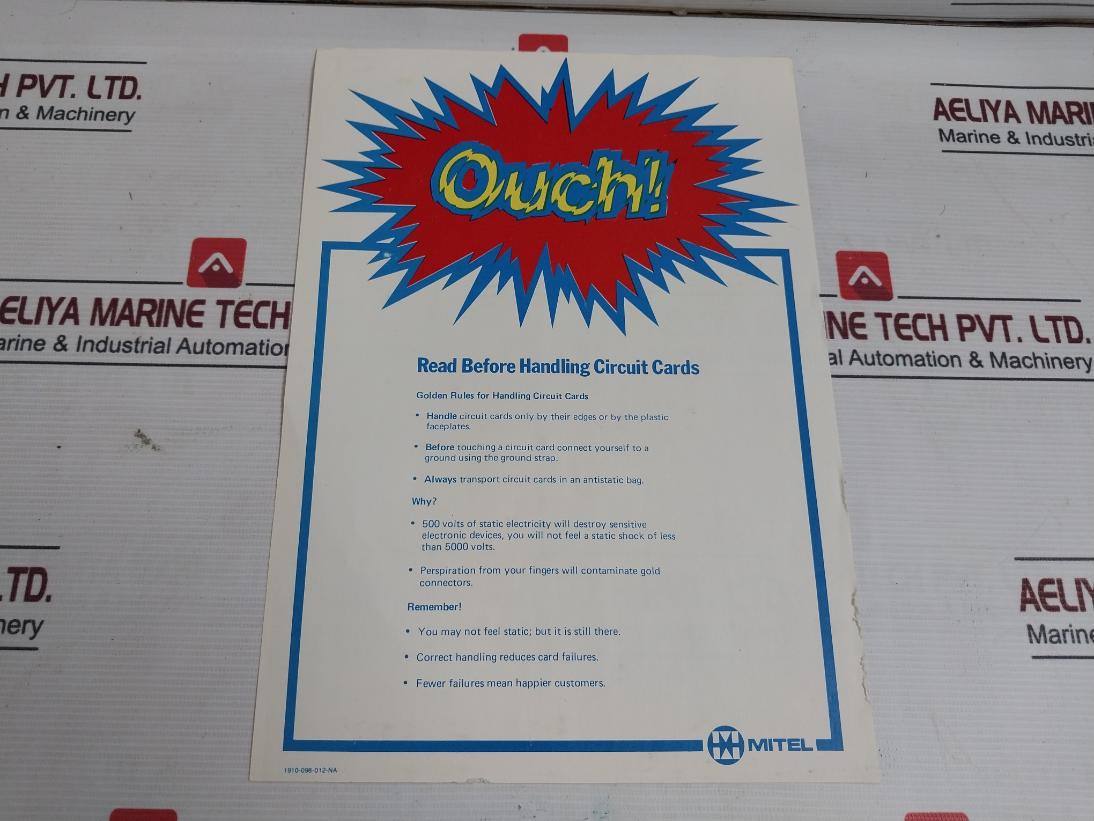 H PVT. LTD.
n & Machinery
AELIYA MARI
Marine & Industri
Ouch!
ELIYA MARINE TECH
arine & Industrial Automation
NE TECH PVT. LTD.
al Automation & Machinery
Read Before Handling Circuit Cards
Golden Rules for Handling Circuit Cards
• Handle circuit cards only by their edges or by the plastic
faceplates.
• Before touching a circuit card connect yourself to a
ground using the ground strap.
• Always transport circuit cards in an antistatic bag.
Why?
• 500 volts of static electricity will destroy sensitive
electronic devices, you will not feel a static shock of less
than 5000 volts.
• Perspiration from your fingers will contaminate gold
connectors.
Remember!
• You may not feel static; but it is still there.
• Correct handling reduces card failures.
• Fewer failures mean happier customers.
LTD.
nery
AELIY
Marine
MITEL
1910-098-012-NA